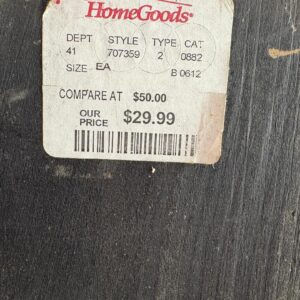 HomeGoods®
DEPT STYLE TYPE CAT
41 707359 2 0882
SIZE EA B 0612
COMPARE AT $50.00
OUR PRICE $29.99